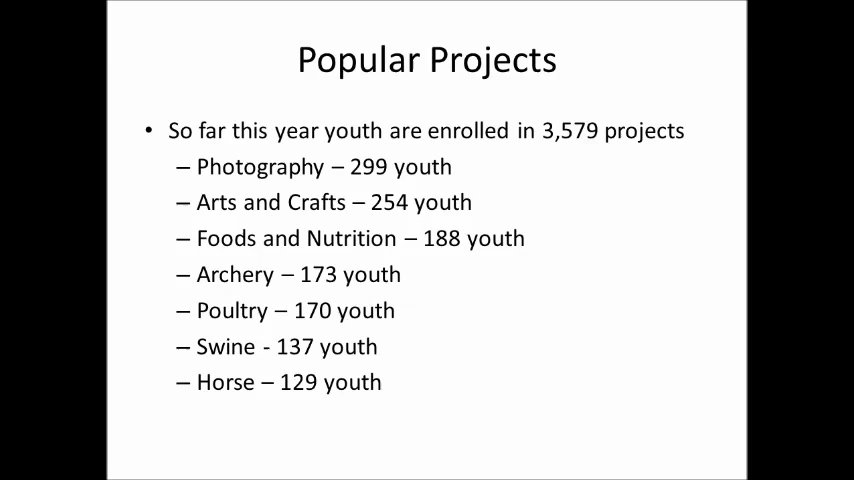 Popular Projects
• So far this year youth are enrolled in 3,579 projects
– Photography – 299 youth
– Arts and Crafts – 254 youth
– Foods and Nutrition – 188 youth
– Archery – 173 youth
– Poultry – 170 youth
– Swine - 137 youth
– Horse – 129 youth